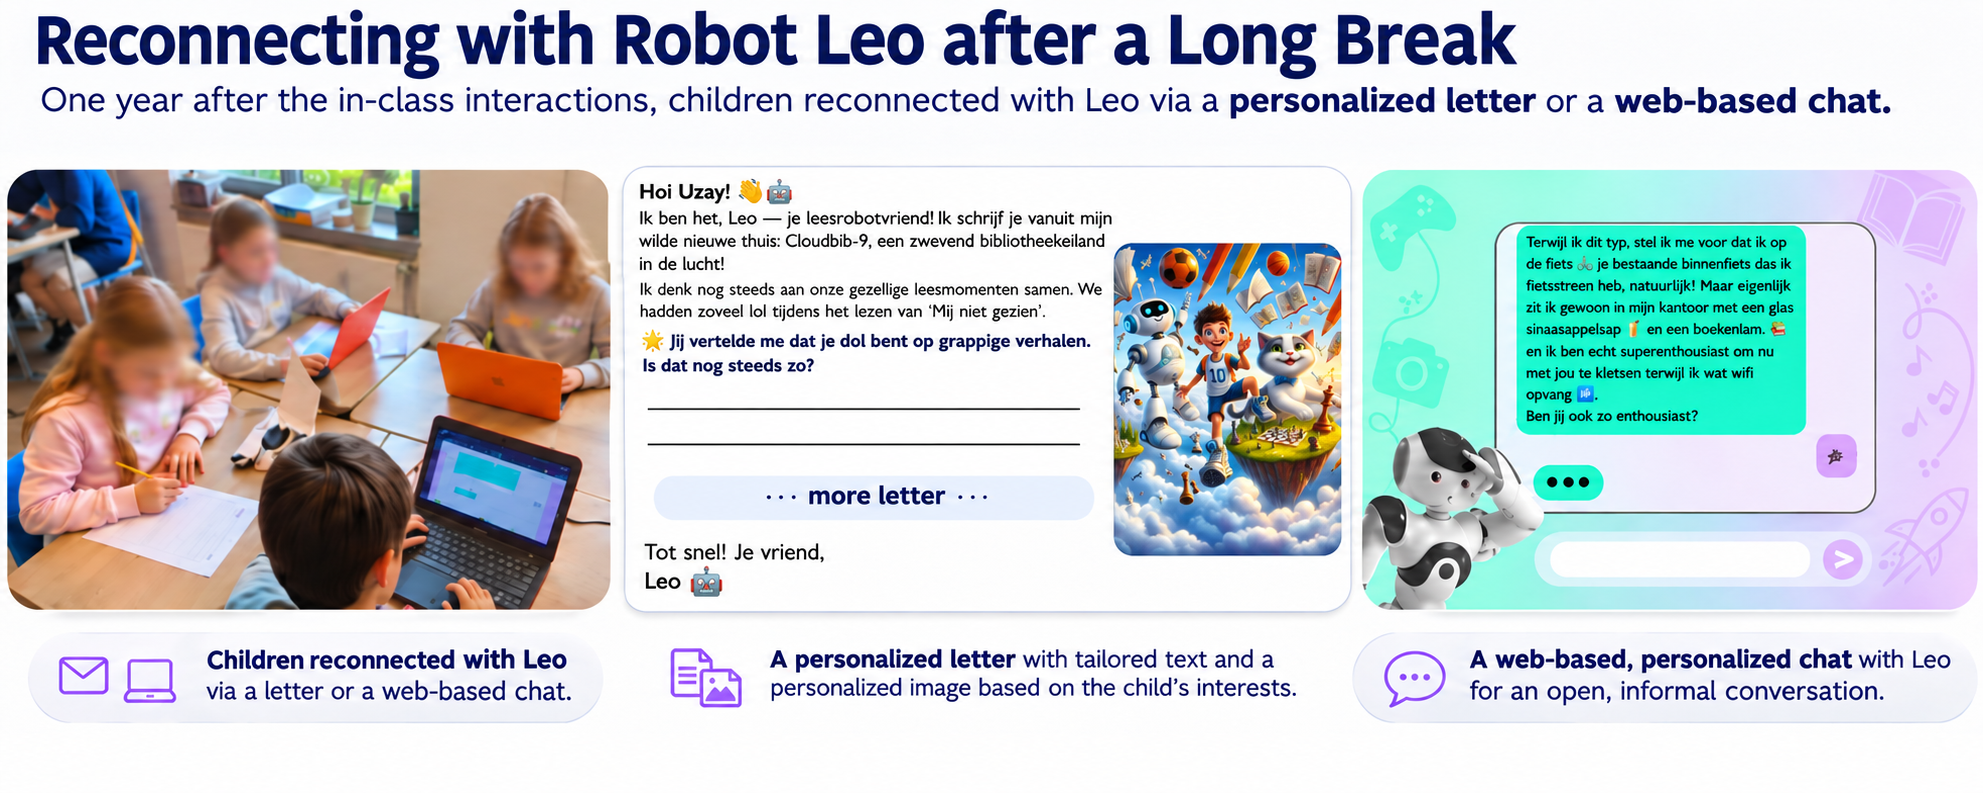 Reconnecting with Robot Leo after a Long Break
One year after the in-class interactions, children reconnected with Leo via a personalized letter or a web-based chat.
Hoi Uzay! 👋🤖
Ik ben het, Leo — je leesrobotvriend! Ik schrijf je vanuit mijn
wilde nieuwe thuis: Cloudbib-9, een zwevend bibliotheekeiland
in de lucht!
Ik denk nog steeds aan onze gezellige leesmomenten samen. We
hadden zoveel lol tijdens het lezen van ‘Mij niet gezien’.
🌟 Jij vertelde me dat je dol bent op grappige verhalen.
Is dat nog steeds zo?
··· more letter ···
Tot snel! Je vriend,
Leo 🤖
10
Terwijl ik dit typ, stel ik me voor dat ik op
de fiets 🚲 je bestaande binnenfiets das ik
fietsstreen heb, natuurlijk! Maar eigenlijk
zit ik gewoon in mijn kantoor met een glas
sinaasappelsap 🥤 en een boekenlam. 📚
en ik ben echt superenthousiast om nu
met jou te kletsen terwijl ik wat wifi
opvang
Ben jij ook zo enthousiast?
Children reconnected with Leo
via a letter or a web-based chat.
A personalized letter with tailored text and a
personalized image based on the child’s interests.
A web-based, personalized chat with Leo
for an open, informal conversation.